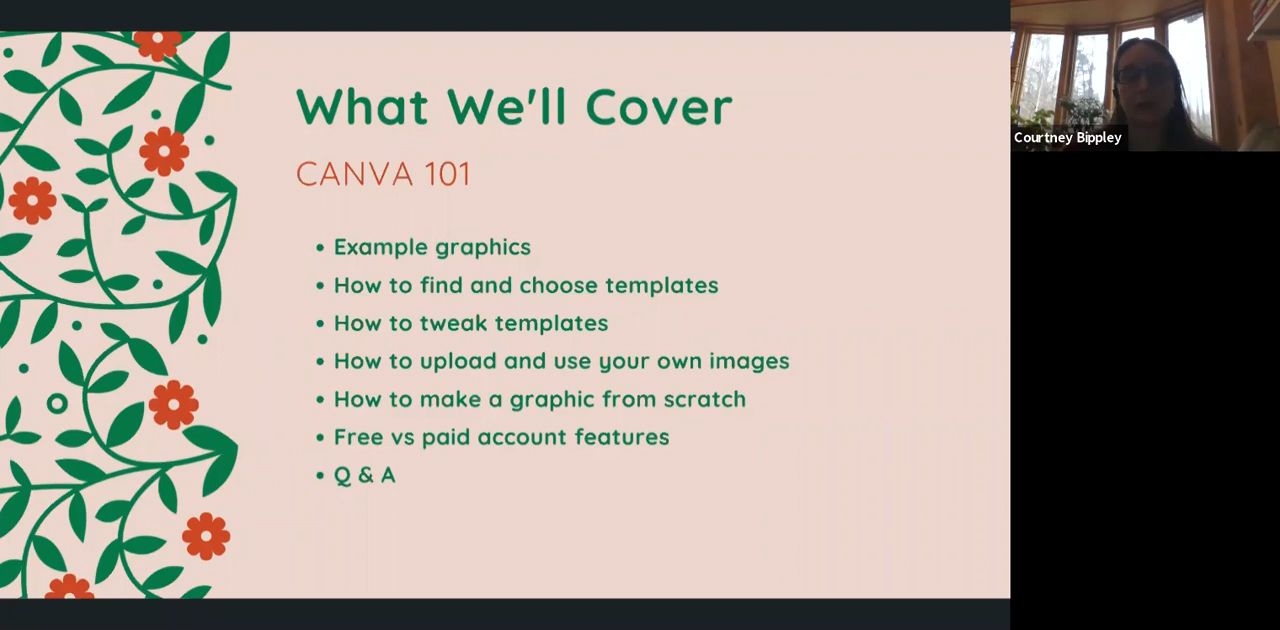 What We'll Cover
CANVA 101
• Example graphics
• How to find and choose templates
• How to tweak templates
• How to upload and use your own images
• How to make a graphic from scratch
• Free vs paid account features
• Q & A
Courtney Bippley